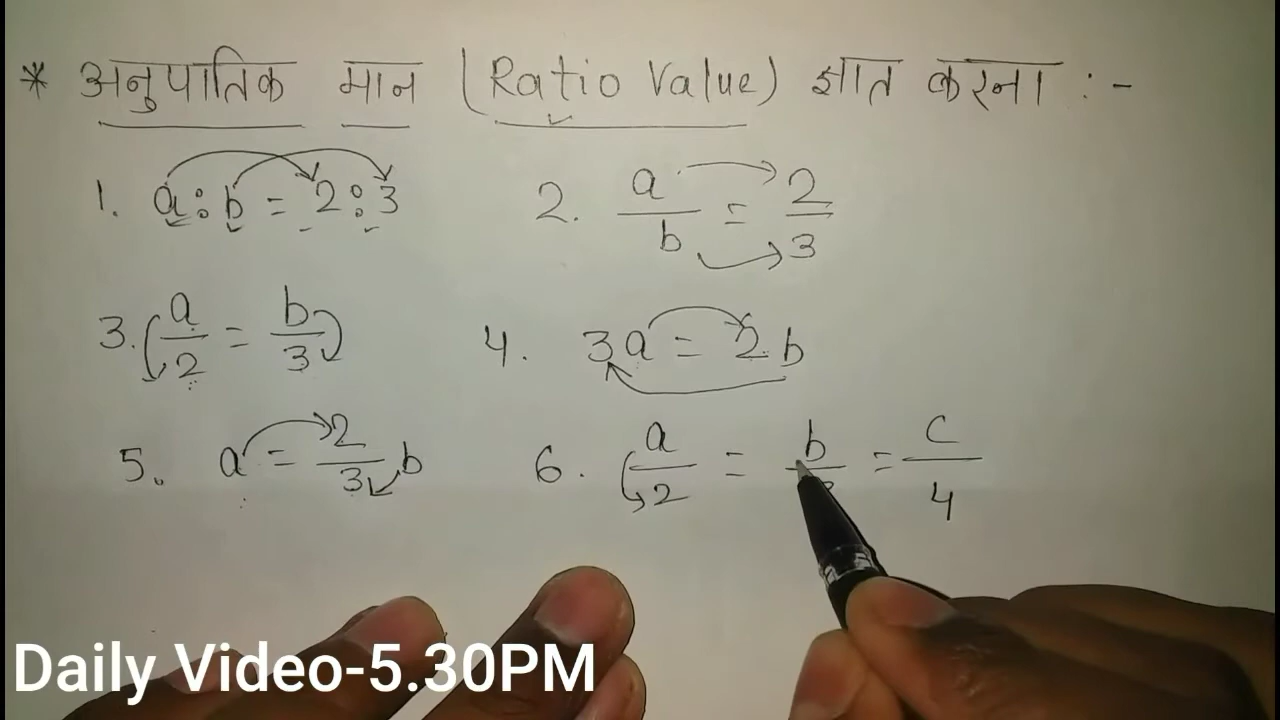 * अनुपातिक मान (Ratio Value) ज्ञात करना :-
1. a:b = 2:3
2. a/b = 2/3
3. a/2 = b/3
4. 3a = 2b
5. a = 2/3 b
6. a/2 = b/ = c/4
Daily Video-5.30PM